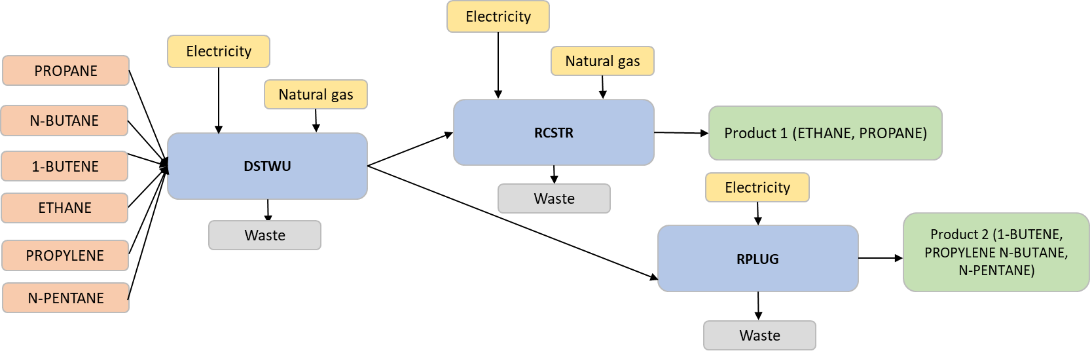 Electricity
Natural gas
PROPANE
N-BUTANE
1-BUTENE
ETHANE
PROPYLENE
N-PENTANE
DSTWU
Waste
Electricity
Natural gas
RCSTR
Waste
Product 1 (ETHANE, PROPANE)
Electricity
RPLUG
Waste
Product 2 (1-BUTENE,
PROPYLENE N-BUTANE,
N-PENTANE)